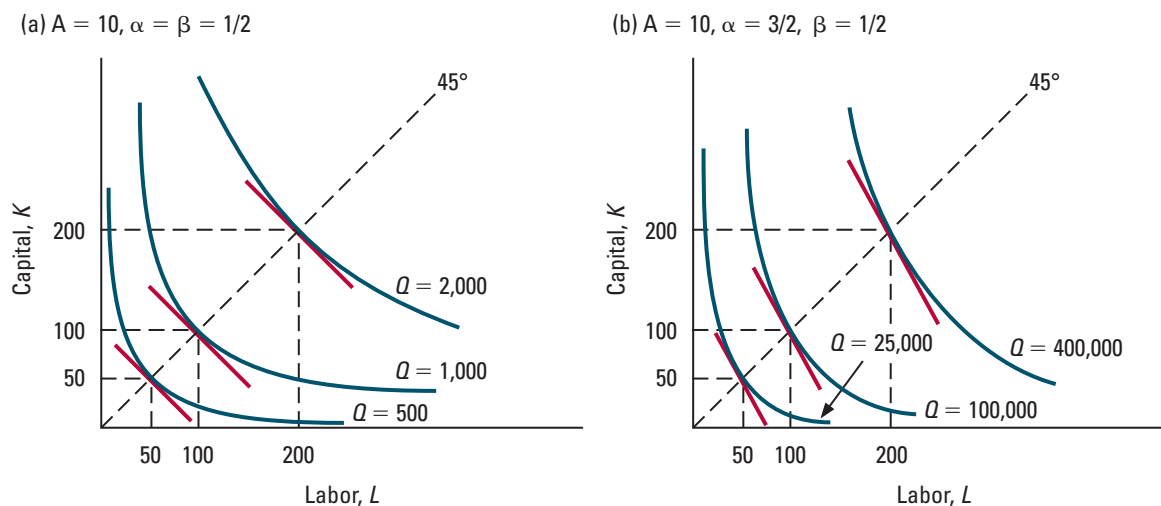 (a) A = 10, α = β = 1/2
45°
Capital, K
200
100
50
Q = 2,000
Q = 1,000
Q = 500
50 100 200
Labor, L
(b) A = 10, α = 3/2, β = 1/2
45°
Capital, K
200
100
50
Q = 25,000
Q = 400,000
Q = 100,000
50 100 200
Labor, L